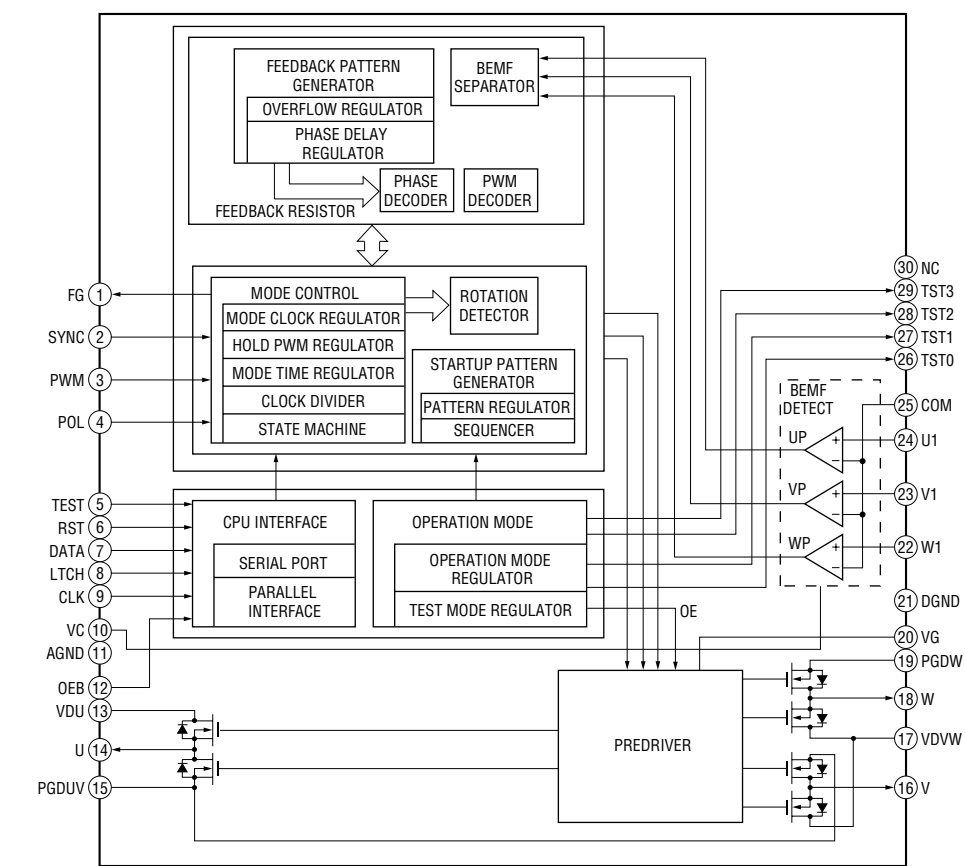 FEEDBACK PATTERN
GENERATOR
OVERFLOW REGULATOR
PHASE DELAY
REGULATOR
BEMF
SEPARATOR
PHASE
DECODER
PWM
DECODER
FEEDBACK RESISTOR
MODE CONTROL
MODE CLOCK REGULATOR
HOLD PWM REGULATOR
MODE TIME REGULATOR
CLOCK DIVIDER
STATE MACHINE
ROTATION
DETECTOR
STARTUP PATTERN
GENERATOR
PATTERN REGULATOR
SEQUENCER
CPU INTERFACE
SERIAL PORT
PARALLEL
INTERFACE
OPERATION MODE
OPERATION MODE
REGULATOR
TEST MODE REGULATOR
OE
PREDRIVER
BEMF
DETECT
UP
+
−
VP
+
−
WP
+
−
FG 1
SYNC 2
PWM 3
POL 4
TEST 5
RST 6
DATA 7
LTCH 8
CLK 9
VC 10
AGND 11
OEB 12
VDU 13
U 14
PGDUV 15
30 NC
29 TST3
28 TST2
27 TST1
26 TST0
25 COM
24 U1
23 V1
22 W1
21 DGND
20 VG
19 PGDW
18 W
17 VDVW
16 V